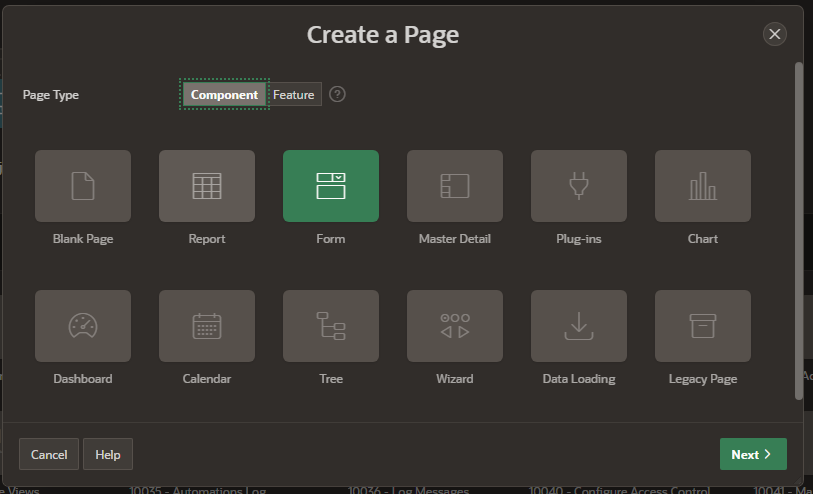 Create a Page
Page Type
Component
Feature
?
Blank Page
Report
Form
Master Detail
Plug-ins
Chart
Dashboard
Calendar
Tree
Wizard
Data Loading
Legacy Page
Cancel
Help
Next
Views
10035 - Automations Log
10036 - Log Messages
10040 - Configure Access Control
10041 -